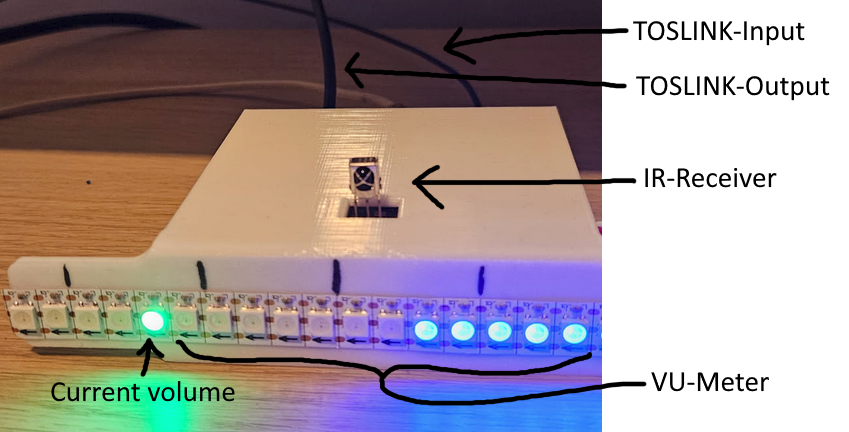 TOSLINK-Input
TOSLINK-Output
IR-Receiver
Current volume
VU-Meter